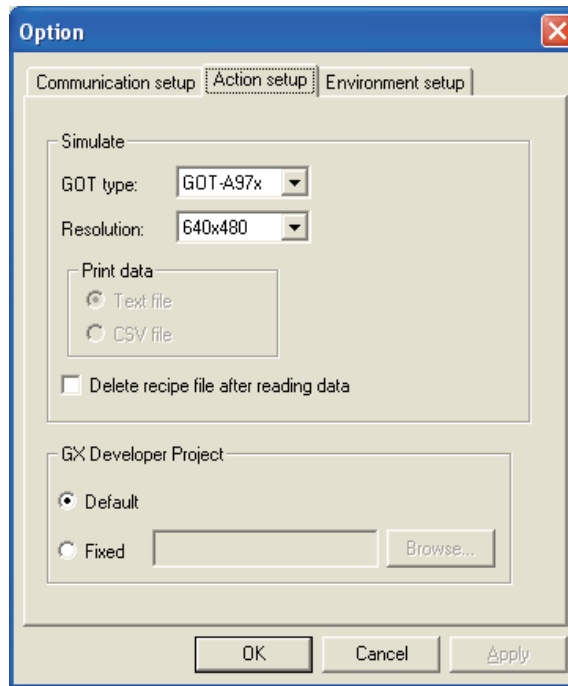 Option
Communication setup Action setup Environment setup
Simulate
GOT type: GOT-A97x
Resolution: 640x480
Print data
Text file
CSV file
Delete recipe file after reading data
GX Developer Project
Default
Fixed Browse...
OK Cancel Apply